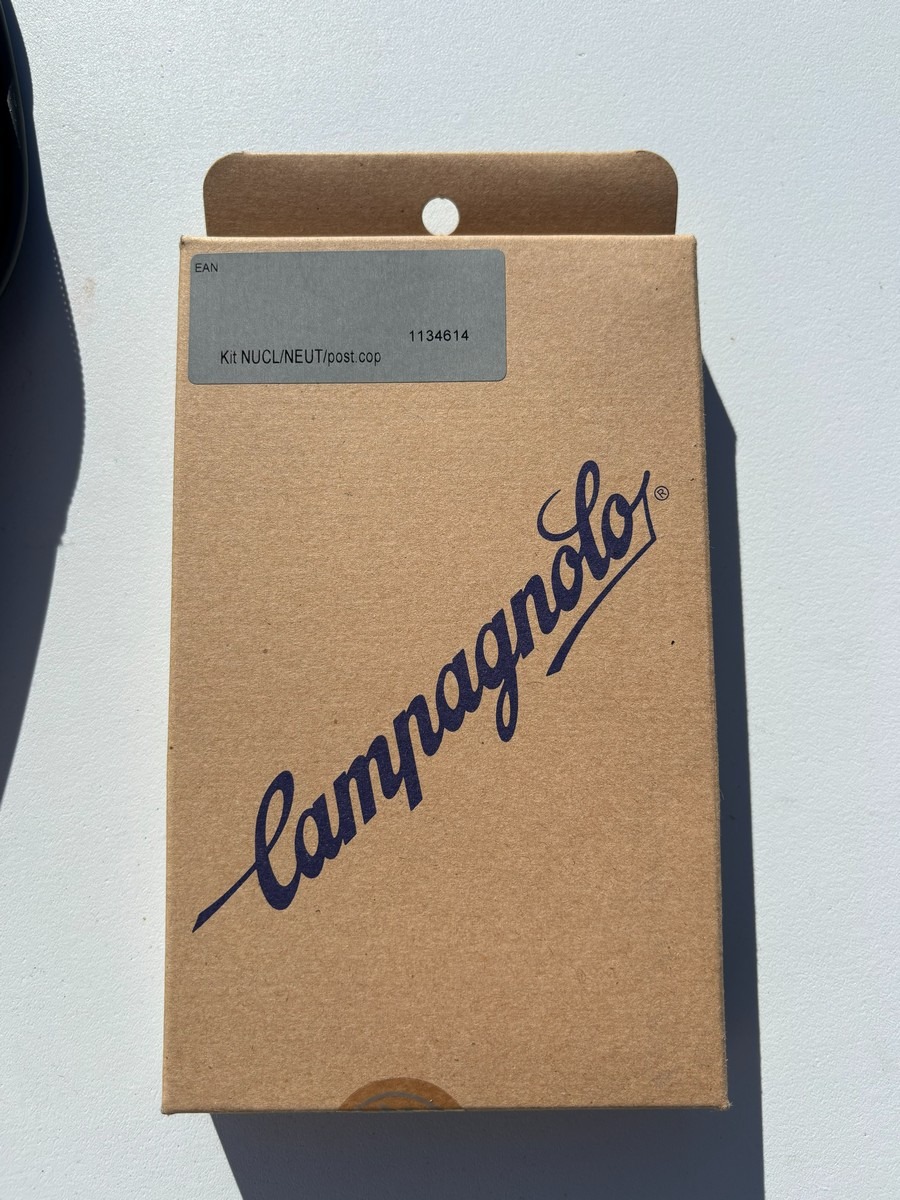 EAN
1134614
Kit NUCL/NEUT/post.cop
Campagnolo®